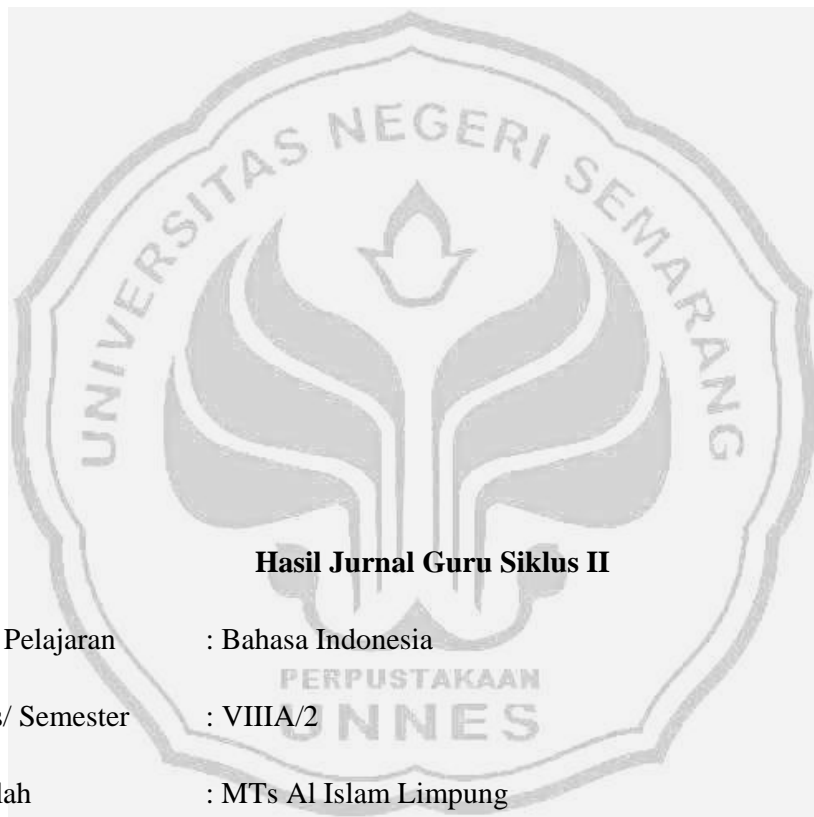 UNIVERSITAS NEGERI SEMARANG
Hasil Jurnal Guru Siklus II
Pelajaran : Bahasa Indonesia
PERPUSTAKAAN
/ Semester : VIIIA/2
UNNES
: MTs Al Islam Limpung